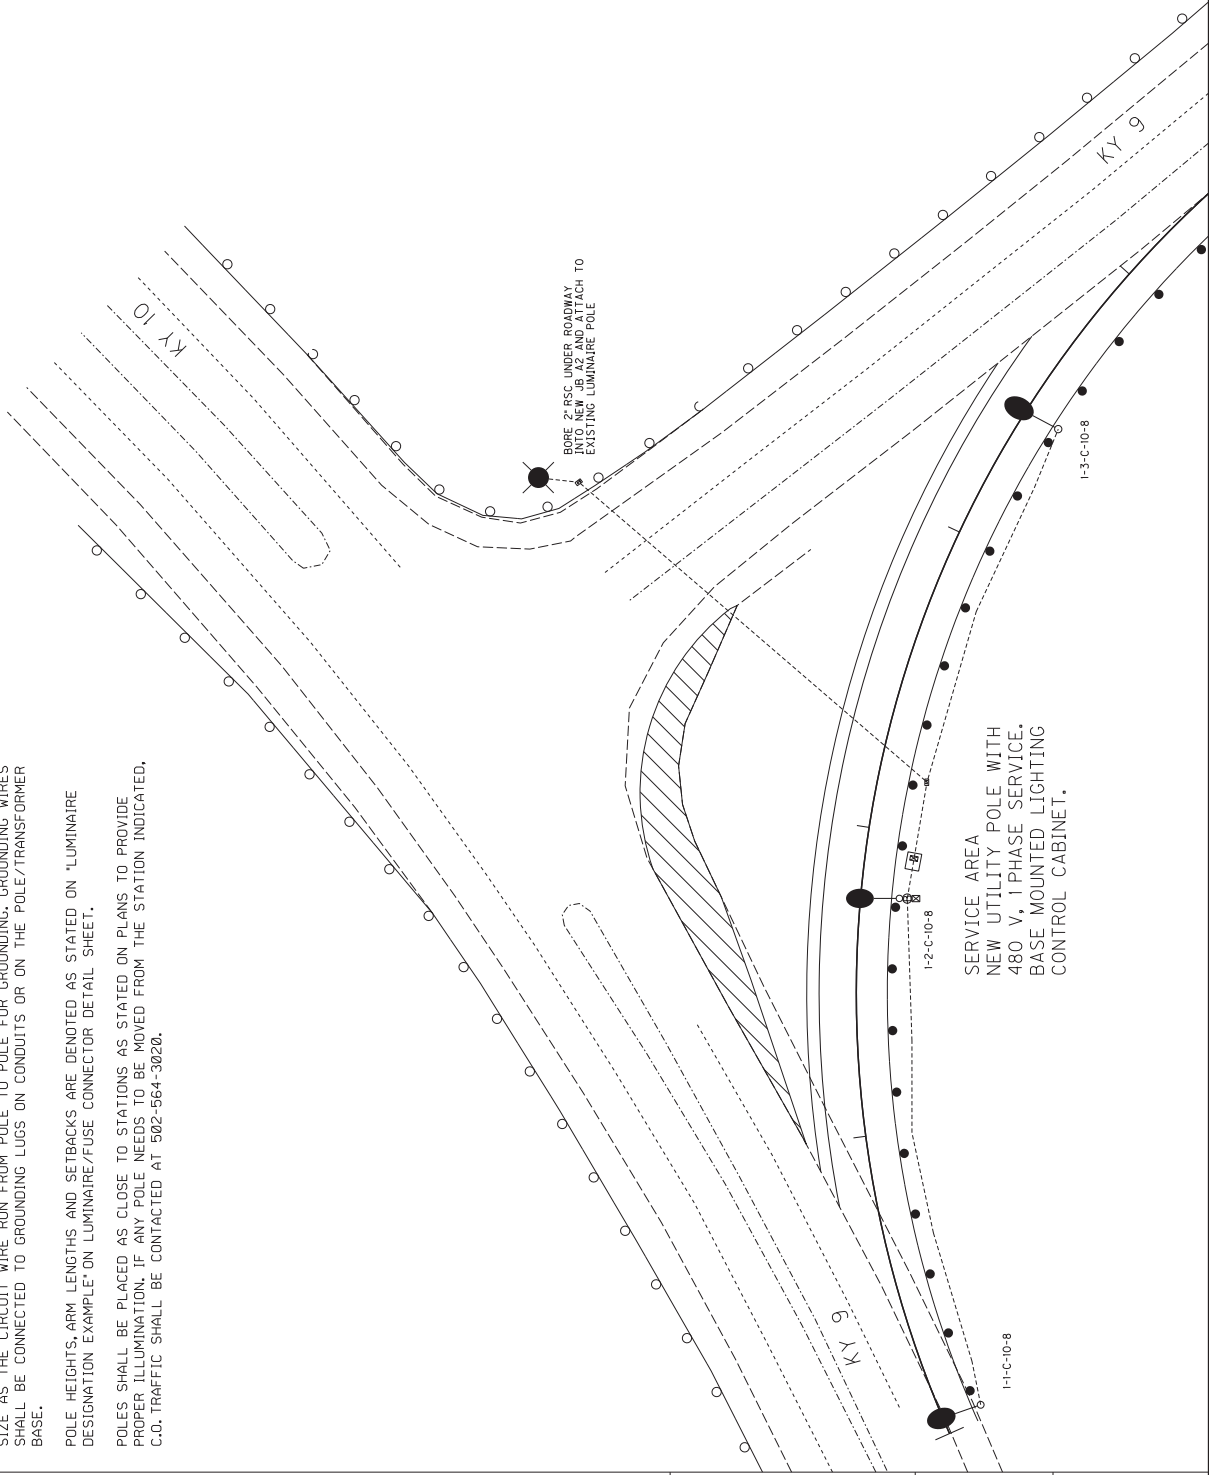 SIZE AS THE CIRCUIT WIRE RUN FROM POLE TO POLE FOR GROUNDING. GROUNDING WIRES
SHALL BE CONNECTED TO GROUNDING LUGS ON CONDUITS OR ON THE POLE/TRANSFORMER
BASE.
POLE HEIGHTS, ARM LENGTHS AND SETBACKS ARE DENOTED AS STATED ON "LUMINAIRE
DESIGNATION EXAMPLE" ON LUMINAIRE/FUSE CONNECTOR DETAIL SHEET.
POLES SHALL BE PLACED AS CLOSE TO STATIONS AS STATED ON PLANS TO PROVIDE
PROPER ILLUMINATION. IF ANY POLE NEEDS TO BE MOVED FROM THE STATION INDICATED,
C.O. TRAFFIC SHALL BE CONTACTED AT 502-564-3020.
KY 10
BORE 2" RSC UNDER ROADWAY
INTO NEW JB A2 AND ATTACH TO
EXISTING LUMINAIRE POLE
KY 9
KY 9
1-1-C-10-8
1-2-C-10-8
1-3-C-10-8
SERVICE AREA
NEW UTILITY POLE WITH
480 V, 1 PHASE SERVICE.
BASE MOUNTED LIGHTING
CONTROL CABINET.